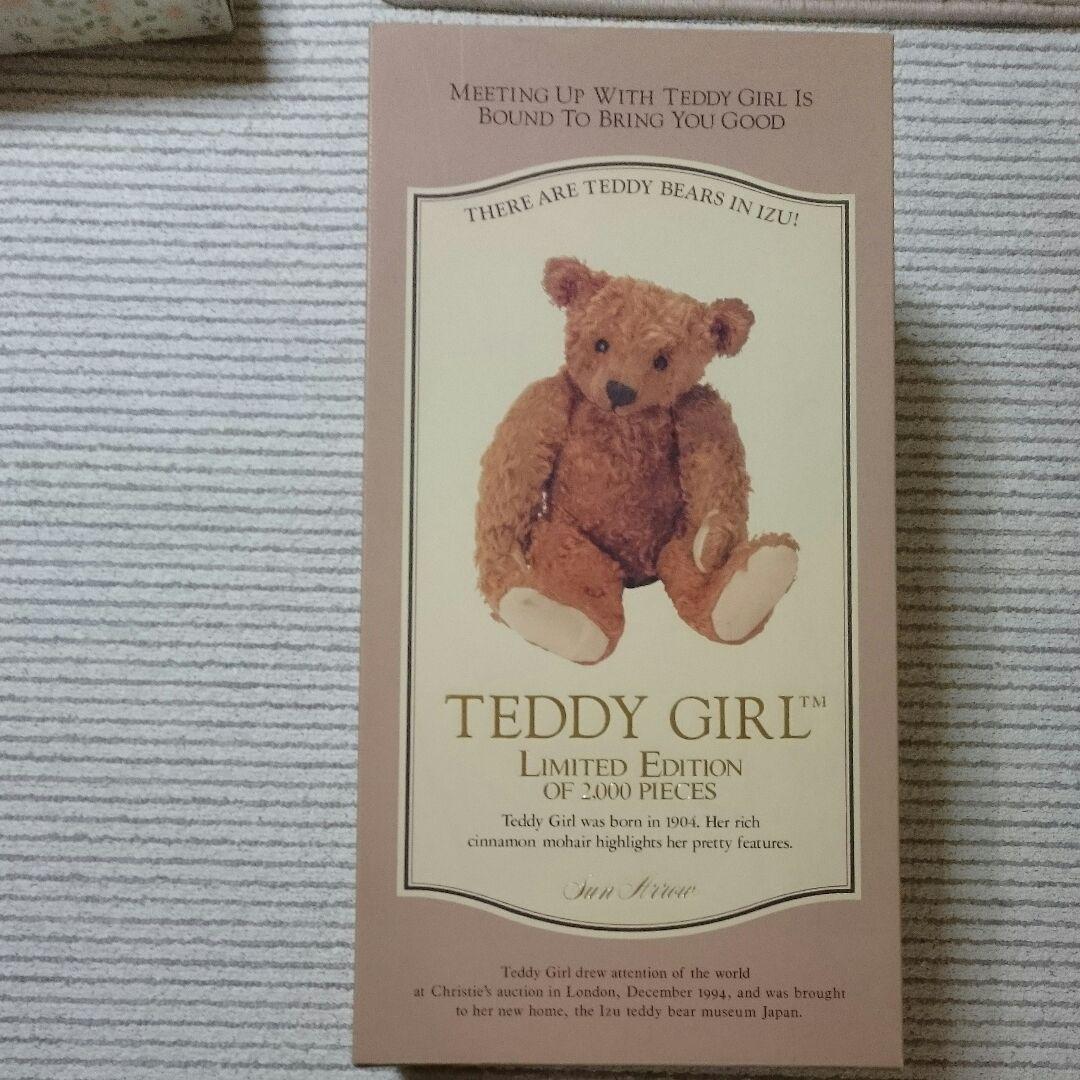 MEETING UP WITH TEDDY GIRL IS
BOUND TO BRING YOU GOOD
THERE ARE TEDDY BEARS IN IZU!
TEDDY GIRL™
LIMITED EDITION
OF 2.000 PIECES
Teddy Girl was born in 1904. Her rich
cinnamon mohair highlights her pretty features.
Sun Arrow
Teddy Girl drew attention of the world
at Christie's auction in London, December 1994, and was brought
to her new home, the Izu teddy bear museum Japan.